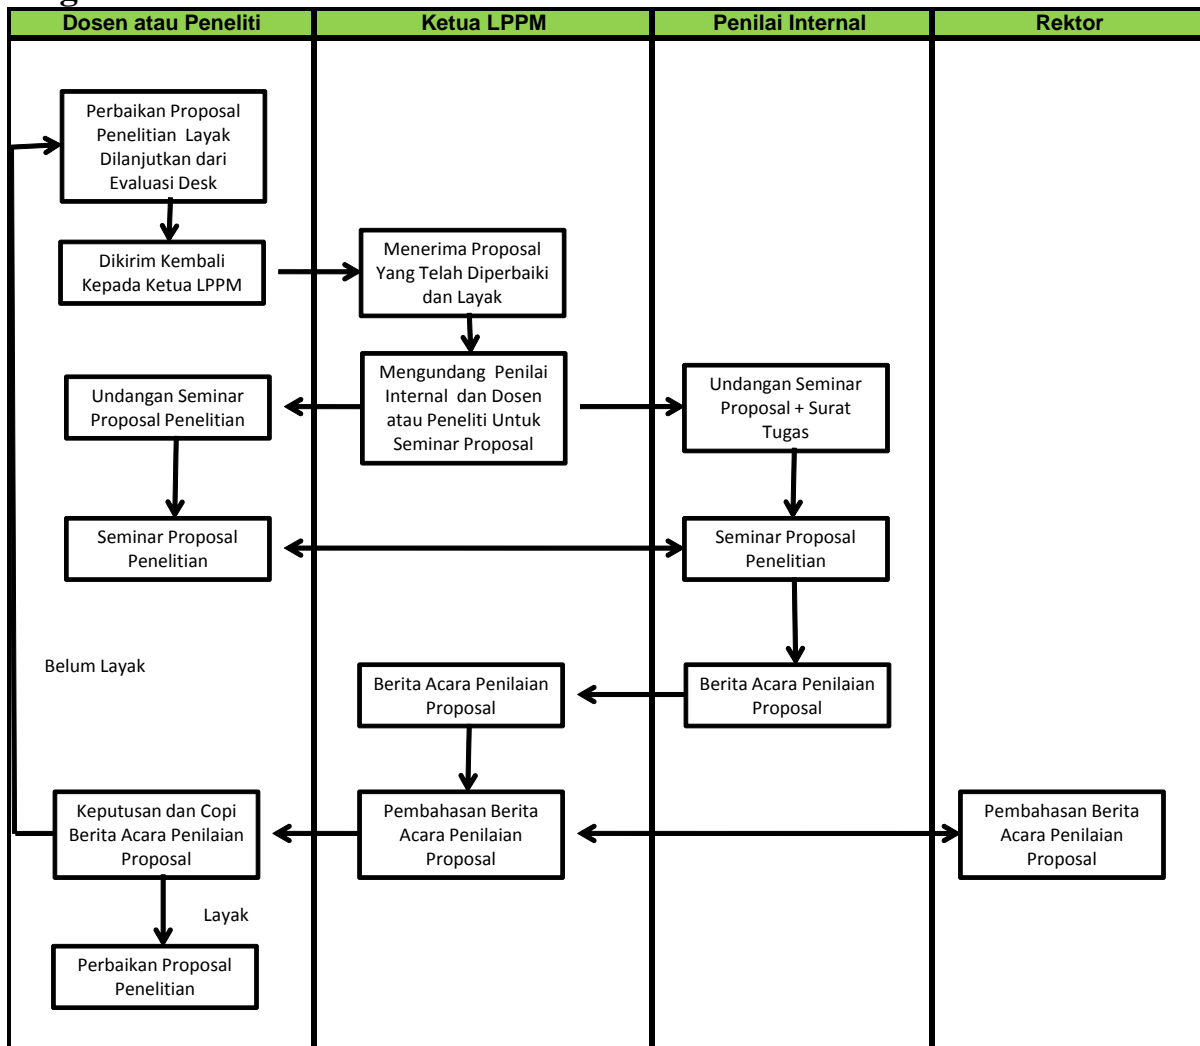 Dosen atau Peneliti
Ketua LPPM
Penilai Internal
Rektor
Perbaikan Proposal
Penelitian Layak
Dilanjutkan dari
Evaluasi Desk
Dikirim Kembali
Kepada Ketua LPPM
Menerima Proposal
Yang Telah Diperbaiki
dan Layak
Mengundang Penilai
Internal dan Dosen
atau Peneliti Untuk
Seminar Proposal
Undangan Seminar
Proposal Penelitian
Undangan Seminar
Proposal + Surat
Tugas
Seminar Proposal
Penelitian
Seminar Proposal
Penelitian
Belum Layak
Berita Acara Penilaian
Proposal
Berita Acara Penilaian
Proposal
Keputusan dan Copi
Berita Acara Penilaian
Proposal
Pembahasan Berita
Acara Penilaian
Proposal
Pembahasan Berita
Acara Penilaian
Proposal
Layak
Perbaikan Proposal
Penelitian